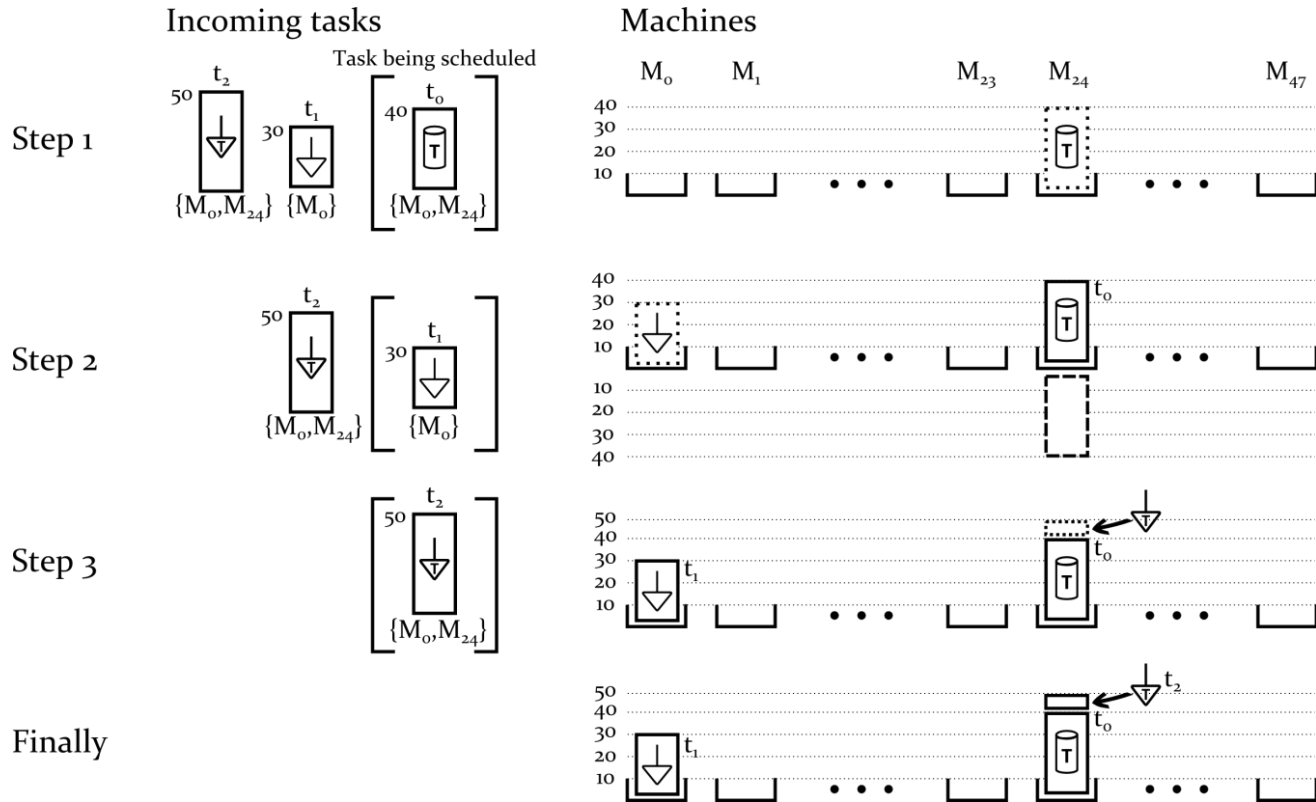 Incoming tasks
Machines
Task being scheduled
M₀ M₁ M₂₃ M₂₄ M₄₇
Step 1
50 t₂ {M₀,M₂₄}
30 t₁ {M₀}
40 t₀ T {M₀,M₂₄}
T
40
30
20
10
T
Step 2
50 t₂ T {M₀,M₂₄}
30 t₁ {M₀}
40
30
20
10
10
20
30
40
t₀
T
Step 3
50 t₂ T {M₀,M₂₄}
50
40
30
20
10
t₁
T
t₀
T
Finally
50
40
30
20
10
t₁
T
t₂
t₀
T